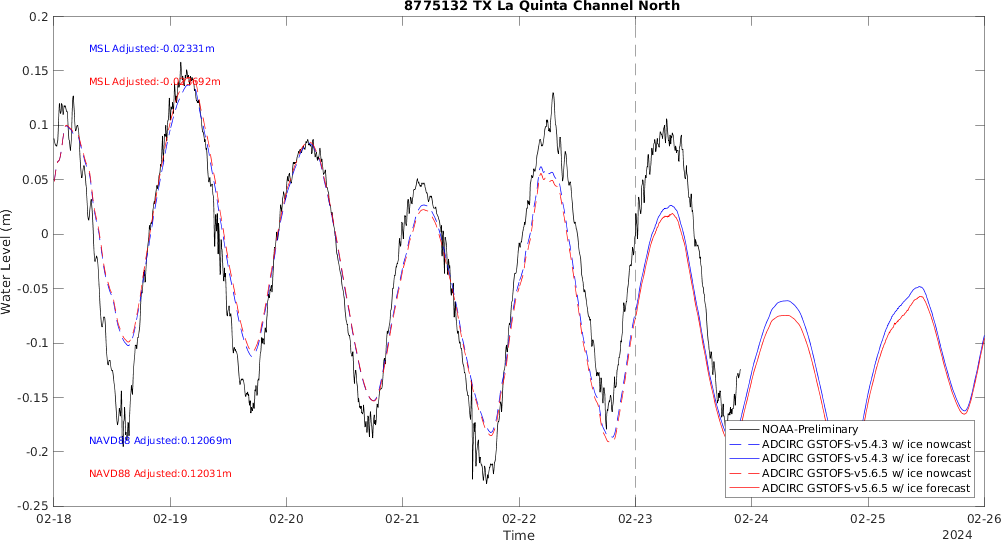 8775132 TX La Quinta Channel North
0.2
0.15
0.1
0.05
0
-0.05
-0.1
-0.15
-0.2
-0.25
Water Level (m)
MSL Adjusted:-0.02331m
NAVD88 Adjusted:0.12069m
NAVD88 Adjusted:0.12031m
NOAA-Preliminary
ADCIRC GSTOFS-v5.4.3 w/ ice nowcast
ADCIRC GSTOFS-v5.4.3 w/ ice forecast
ADCIRC GSTOFS-v5.6.5 w/ ice nowcast
ADCIRC GSTOFS-v5.6.5 w/ ice forecast
02-18 02-19 02-20 02-21 02-22 02-23 02-24 02-25 02-26
Time
2024
MSL Adjusted: